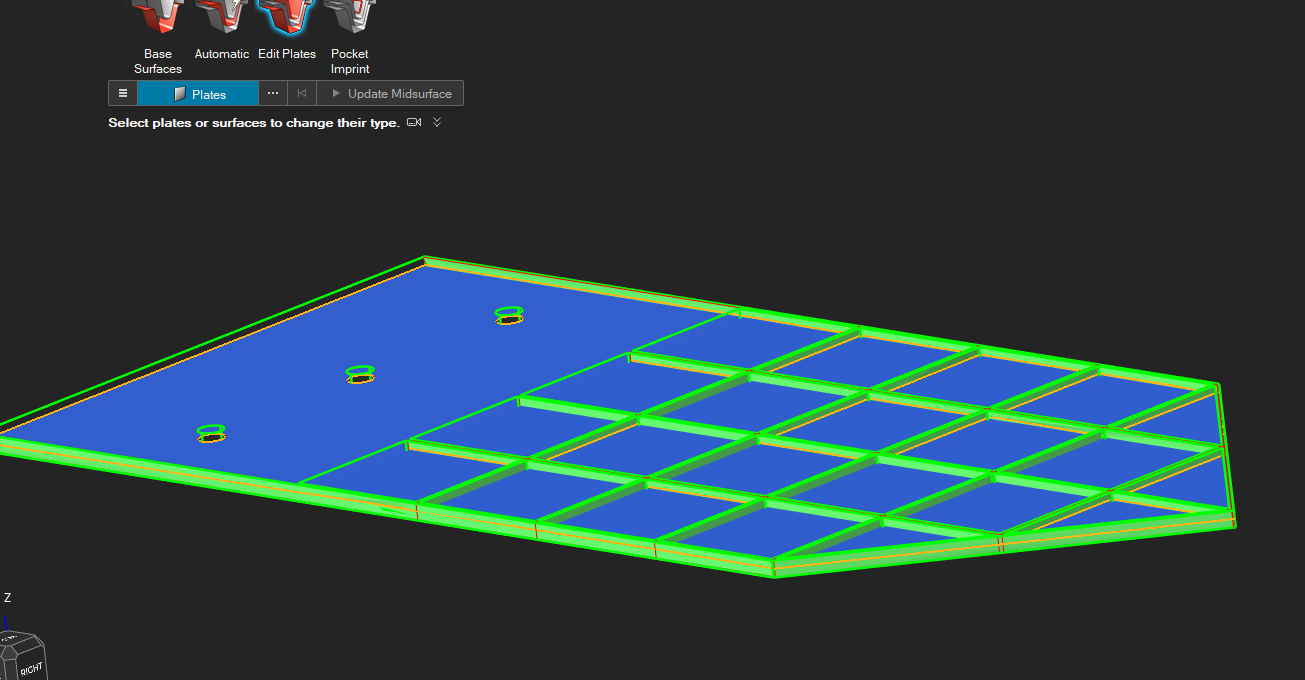 Base Surfaces
Automatic
Edit Plates
Pocket Imprint
Plates
Update Midsurface
Select plates or surfaces to change their type.
Z
RIGHT